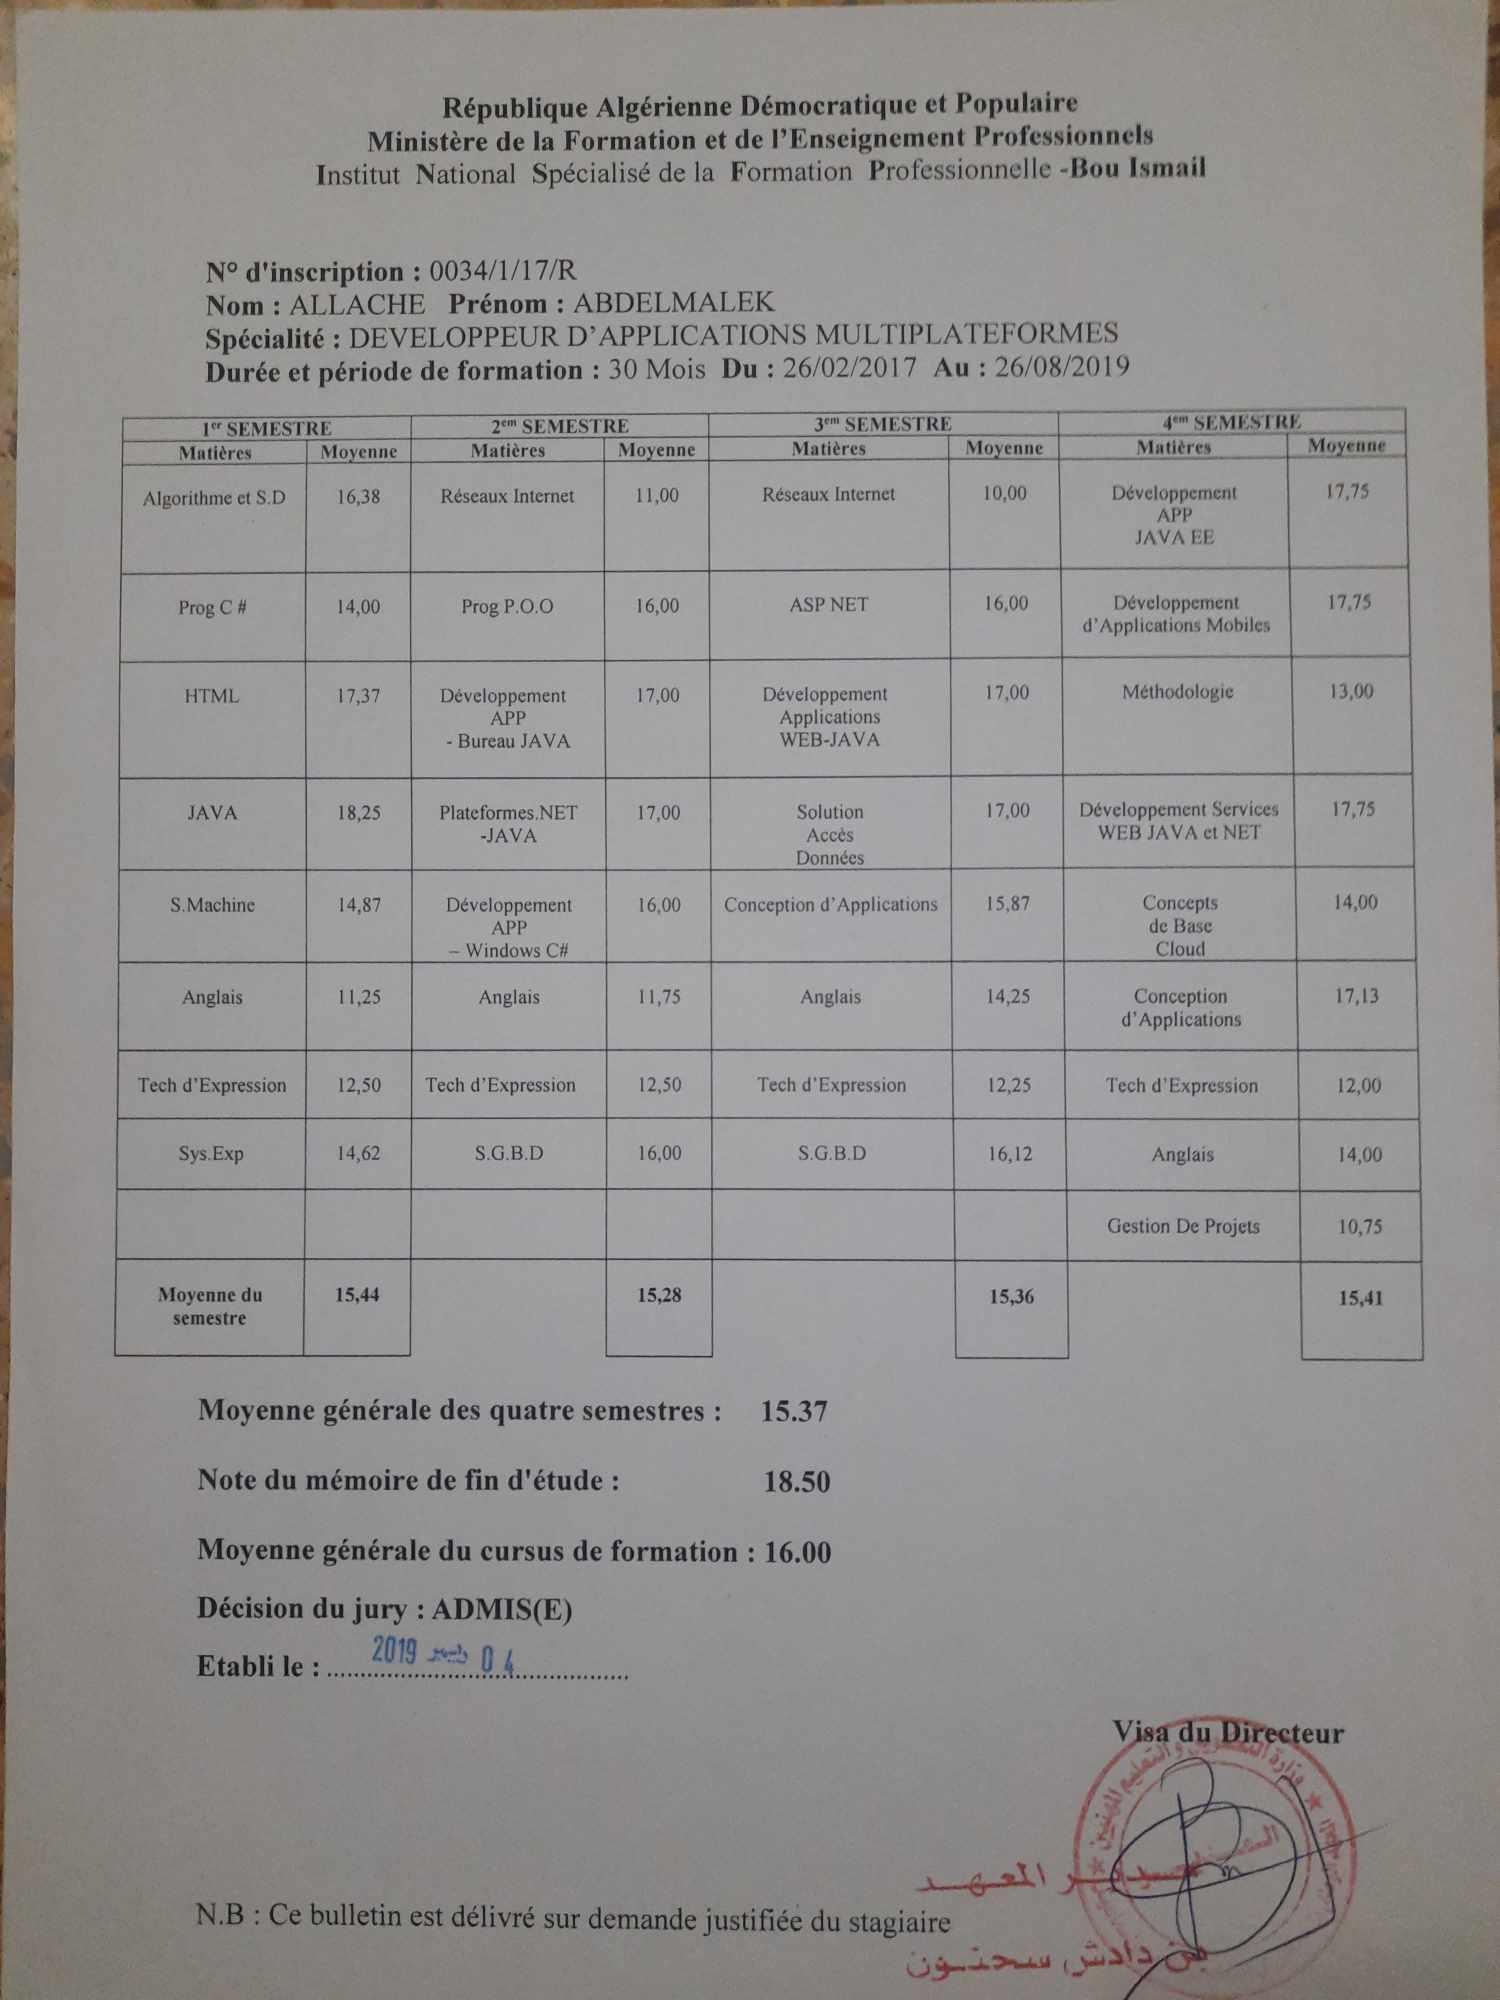 République Algérienne Démocratique et Populaire
Ministère de la Formation et de l'Enseignement Professionnels
Institut National Spécialisé de la Formation Professionnelle -Bou Ismail
N° d'inscription : 0034/1/17/R
Nom : ALLACHE Prénom : ABDELMALEK
Spécialité : DEVELOPPEUR D'APPLICATIONS MULTIPLATEFORMES
Durée et période de formation : 30 Mois Du : 26/02/2017 Au : 26/08/2019
1er SEMESTRE 2em SEMESTRE 3em SEMESTRE 4em SEMESTRE
Matières Moyenne Matières Moyenne Matières Moyenne Matières Moyenne
Algorithme et S.D 16,38 Réseaux Internet 11,00 Réseaux Internet 10,00 Développement 17,75
APP
JAVA EE
Prog C # 14,00 Prog P.O.O 16,00 ASP NET 16,00 Développement 17,75
d'Applications Mobiles
HTML 17,37 Développement 17,00 Développement 17,00 Méthodologie 13,00
APP Applications
- Bureau JAVA WEB-JAVA
JAVA 18,25 Plateformes.NET 17,00 Solution 17,00 Développement Services 17,75
-JAVA Accès WEB JAVA et NET
Données
S.Machine 14,87 Développement 16,00 Conception d'Applications 15,87 Concepts 14,00
APP de Base
– Windows C# Cloud
Anglais 11,25 Anglais 11,75 Anglais 14,25 Conception 17,13
d'Applications
Tech d'Expression 12,50 Tech d'Expression 12,50 Tech d'Expression 12,25 Tech d'Expression 12,00
Sys.Exp 14,62 S.G.B.D 16,00 S.G.B.D 16,12 Anglais 14,00
Gestion De Projets 10,75
Moyenne du 15,44 15,28 15,36 15,41
semestre
Moyenne générale des quatre semestres : 15.37
Note du mémoire de fin d'étude : 18.50
Moyenne générale du cursus de formation : 16.00
Décision du jury : ADMIS(E)
Etabli le : 04 2019
Visa du Directeur
وزارة التكوين و التعليم المهنيين
مدير المعهد
N.B : Ce bulletin est délivré sur demande justifiée du stagiaire
بن دادش سحنون